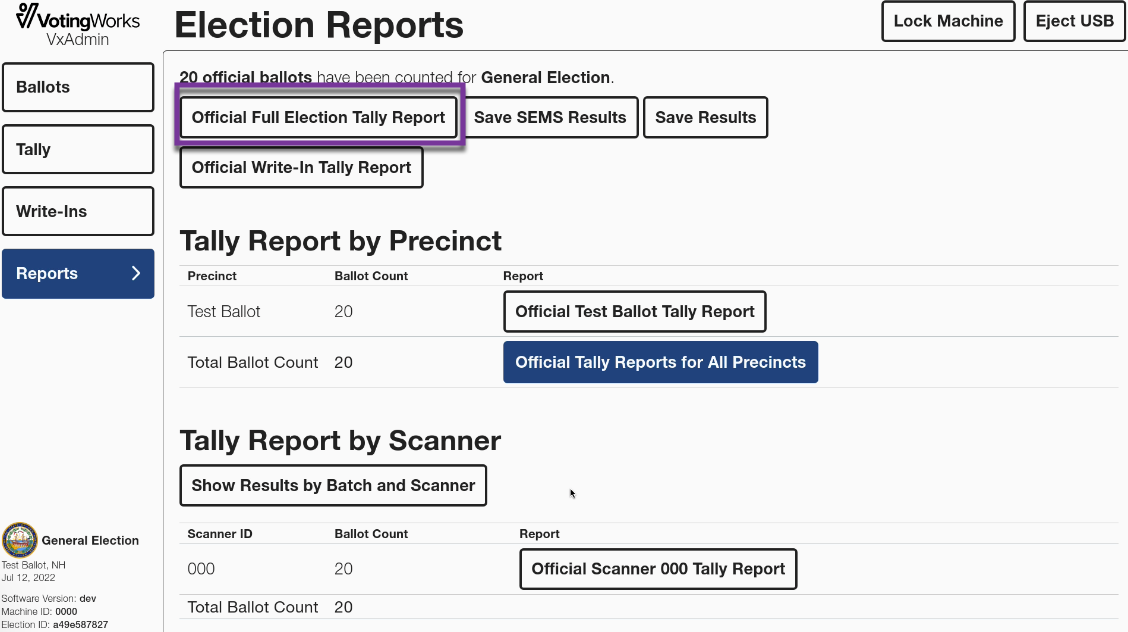 VotingWorks
VxAdmin
Election Reports
Lock Machine
Eject USB
Ballots
Tally
Write-Ins
Reports
20 official ballots have been counted for General Election.
Official Full Election Tally Report
Save SEMS Results
Save Results
Official Write-In Tally Report
Tally Report by Precinct
Precinct Ballot Count Report
Test Ballot 20 Official Test Ballot Tally Report
Total Ballot Count 20 Official Tally Reports for All Precincts
Tally Report by Scanner
Show Results by Batch and Scanner
Scanner ID Ballot Count Report
000 20 Official Scanner 000 Tally Report
Total Ballot Count 20
General Election
Test Ballot, NH
Jul 12, 2022
Software Version: dev
Machine ID: 0000
Election ID: a49e587827